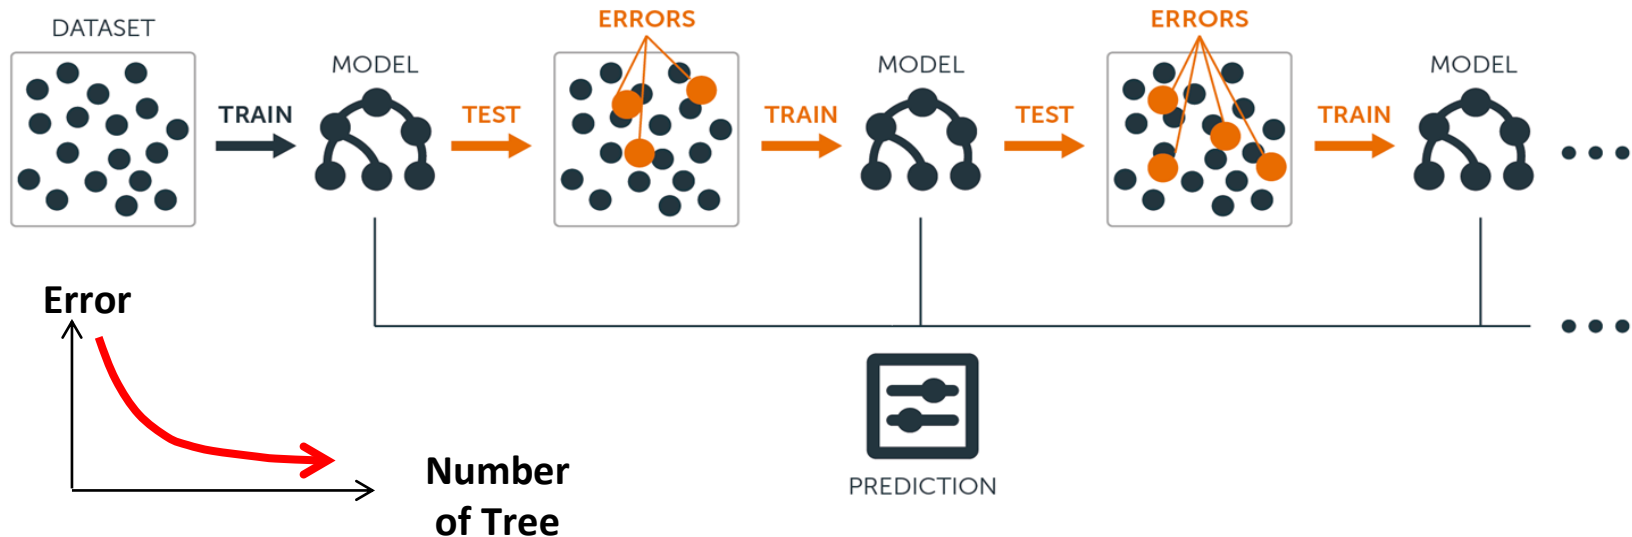 DATASET
TRAIN
MODEL
TEST
ERRORS
TRAIN
MODEL
TEST
ERRORS
TRAIN
MODEL
Error
Number
of Tree
PREDICTION